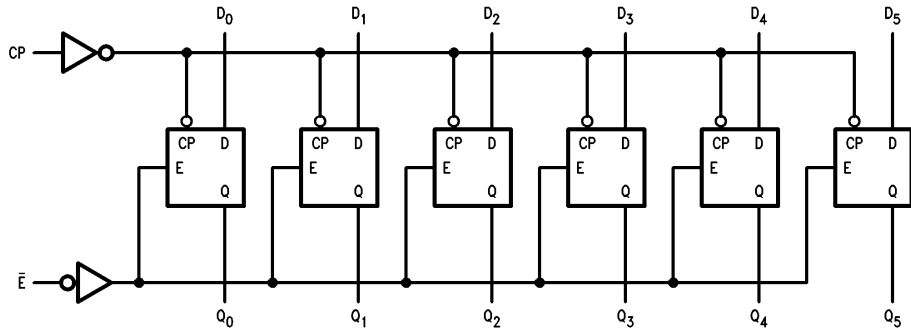 D₀ D₁ D₂ D₃ D₄ D₅
CP
CP D CP D CP D CP D CP D CP D
E E E E E E
Q Q Q Q Q Q
Ē
Q₀ Q₁ Q₂ Q₃ Q₄ Q₅